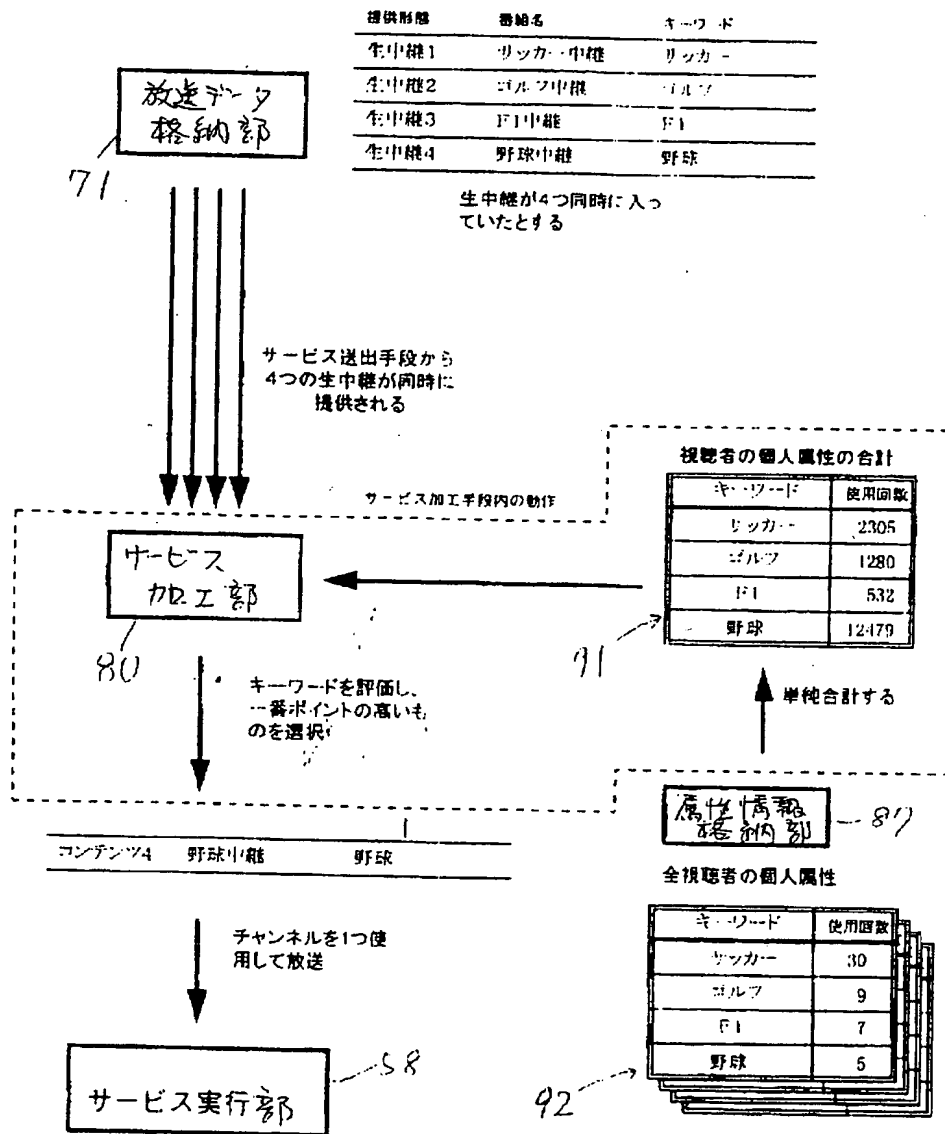 提供形態 番組名 キーワード
生中継1 サッカー中継 サッカー
生中継2 ゴルフ中継 ゴルフ
生中継3 F1中継 F1
生中継4 野球中継 野球
生中継が4つ同時に入っ
ていたとする
放送データ
格納部
71
サービス送出手段から
4つの生中継が同時に
提供される
サービス加工手段内の動作
視聴者の個人属性の合計
キーワード 使用回数
サッカー 2305
ゴルフ 1280
F1 532
野球 12479
91
サービス
加工部
80
キーワードを評価し、
一番ポイントの高いも
のを選択
単純合計する
属性情報
格納部
87
コンテンツ4 野球中継 野球
全視聴者の個人属性
キーワード 使用回数
サッカー 30
ゴルフ 9
F1 7
野球 5
92
チャンネルを1つ使
用して放送
サービス実行部
58